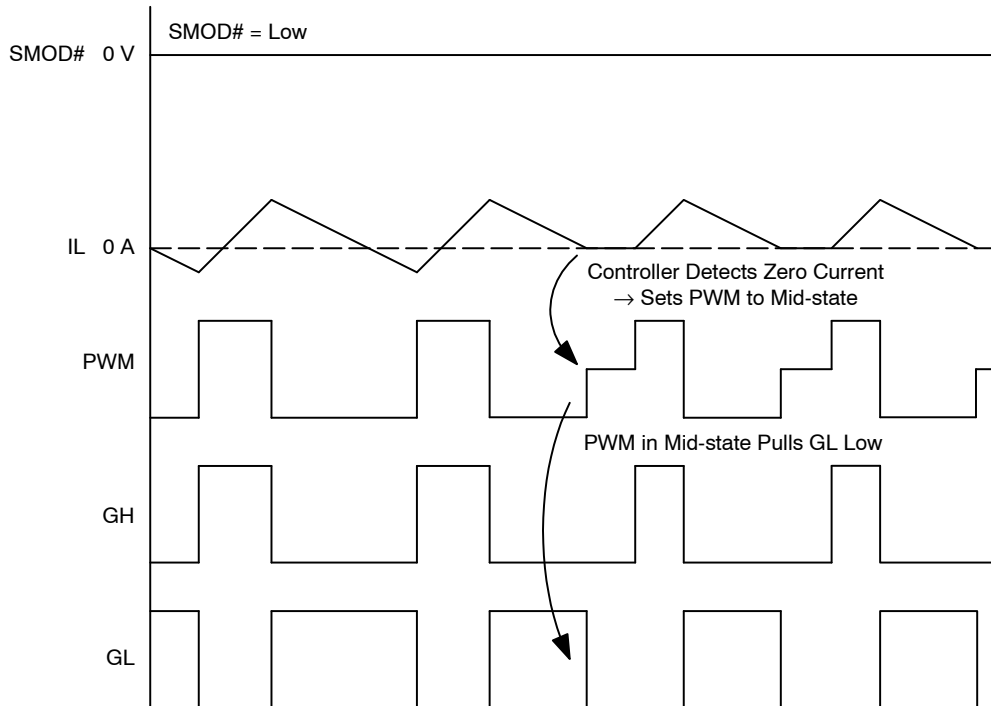 SMOD# = Low
SMOD# 0 V
IL 0 A
Controller Detects Zero Current
→ Sets PWM to Mid-state
PWM
PWM in Mid-state Pulls GL Low
GH
GL